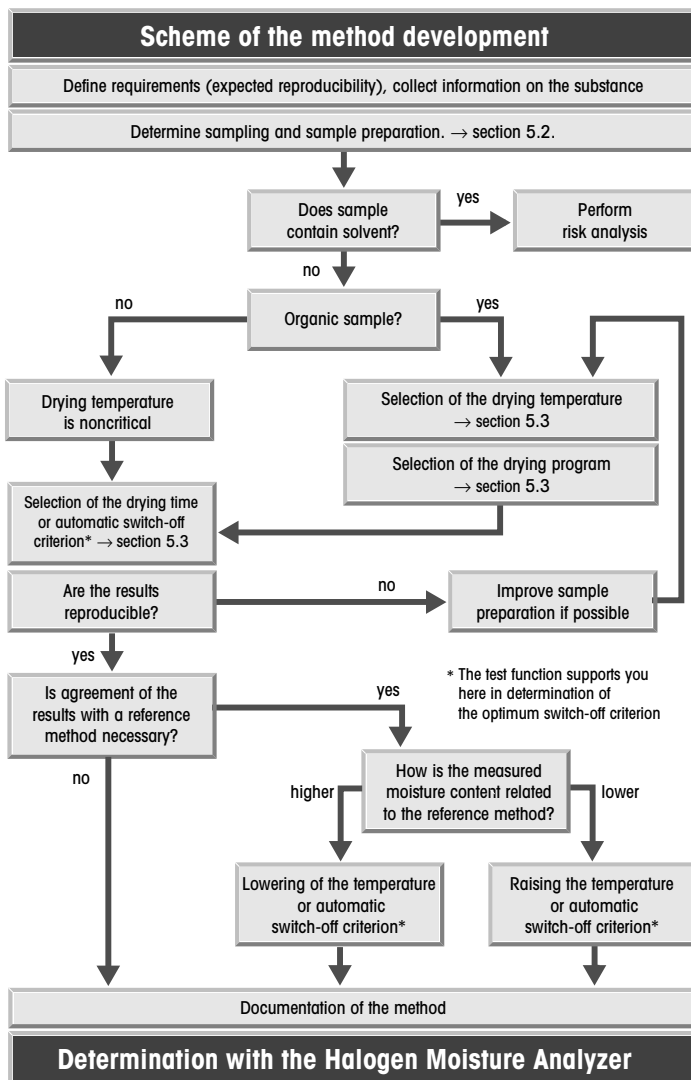 Scheme of the method development
Define requirements (expected reproducibility), collect information on the substance
Determine sampling and sample preparation. → section 5.2.
Does sample
contain solvent?
yes
Perform
risk analysis
no
no
Organic sample?
yes
Drying temperature
is noncritical
Selection of the drying temperature
→ section 5.3
Selection of the drying program
→ section 5.3
Selection of the drying time
or automatic switch-off
criterion* → section 5.3
Are the results
reproducible?
no
Improve sample
preparation if possible
yes
Is agreement of the
results with a reference
method necessary?
yes
* The test function supports you
here in determination of
the optimum switch-off criterion
no
How is the measured
moisture content related
to the reference method?
higher
lower
Lowering of the temperature
or automatic
switch-off criterion*
Raising the temperature
or automatic
switch-off criterion*
Documentation of the method
Determination with the Halogen Moisture Analyzer